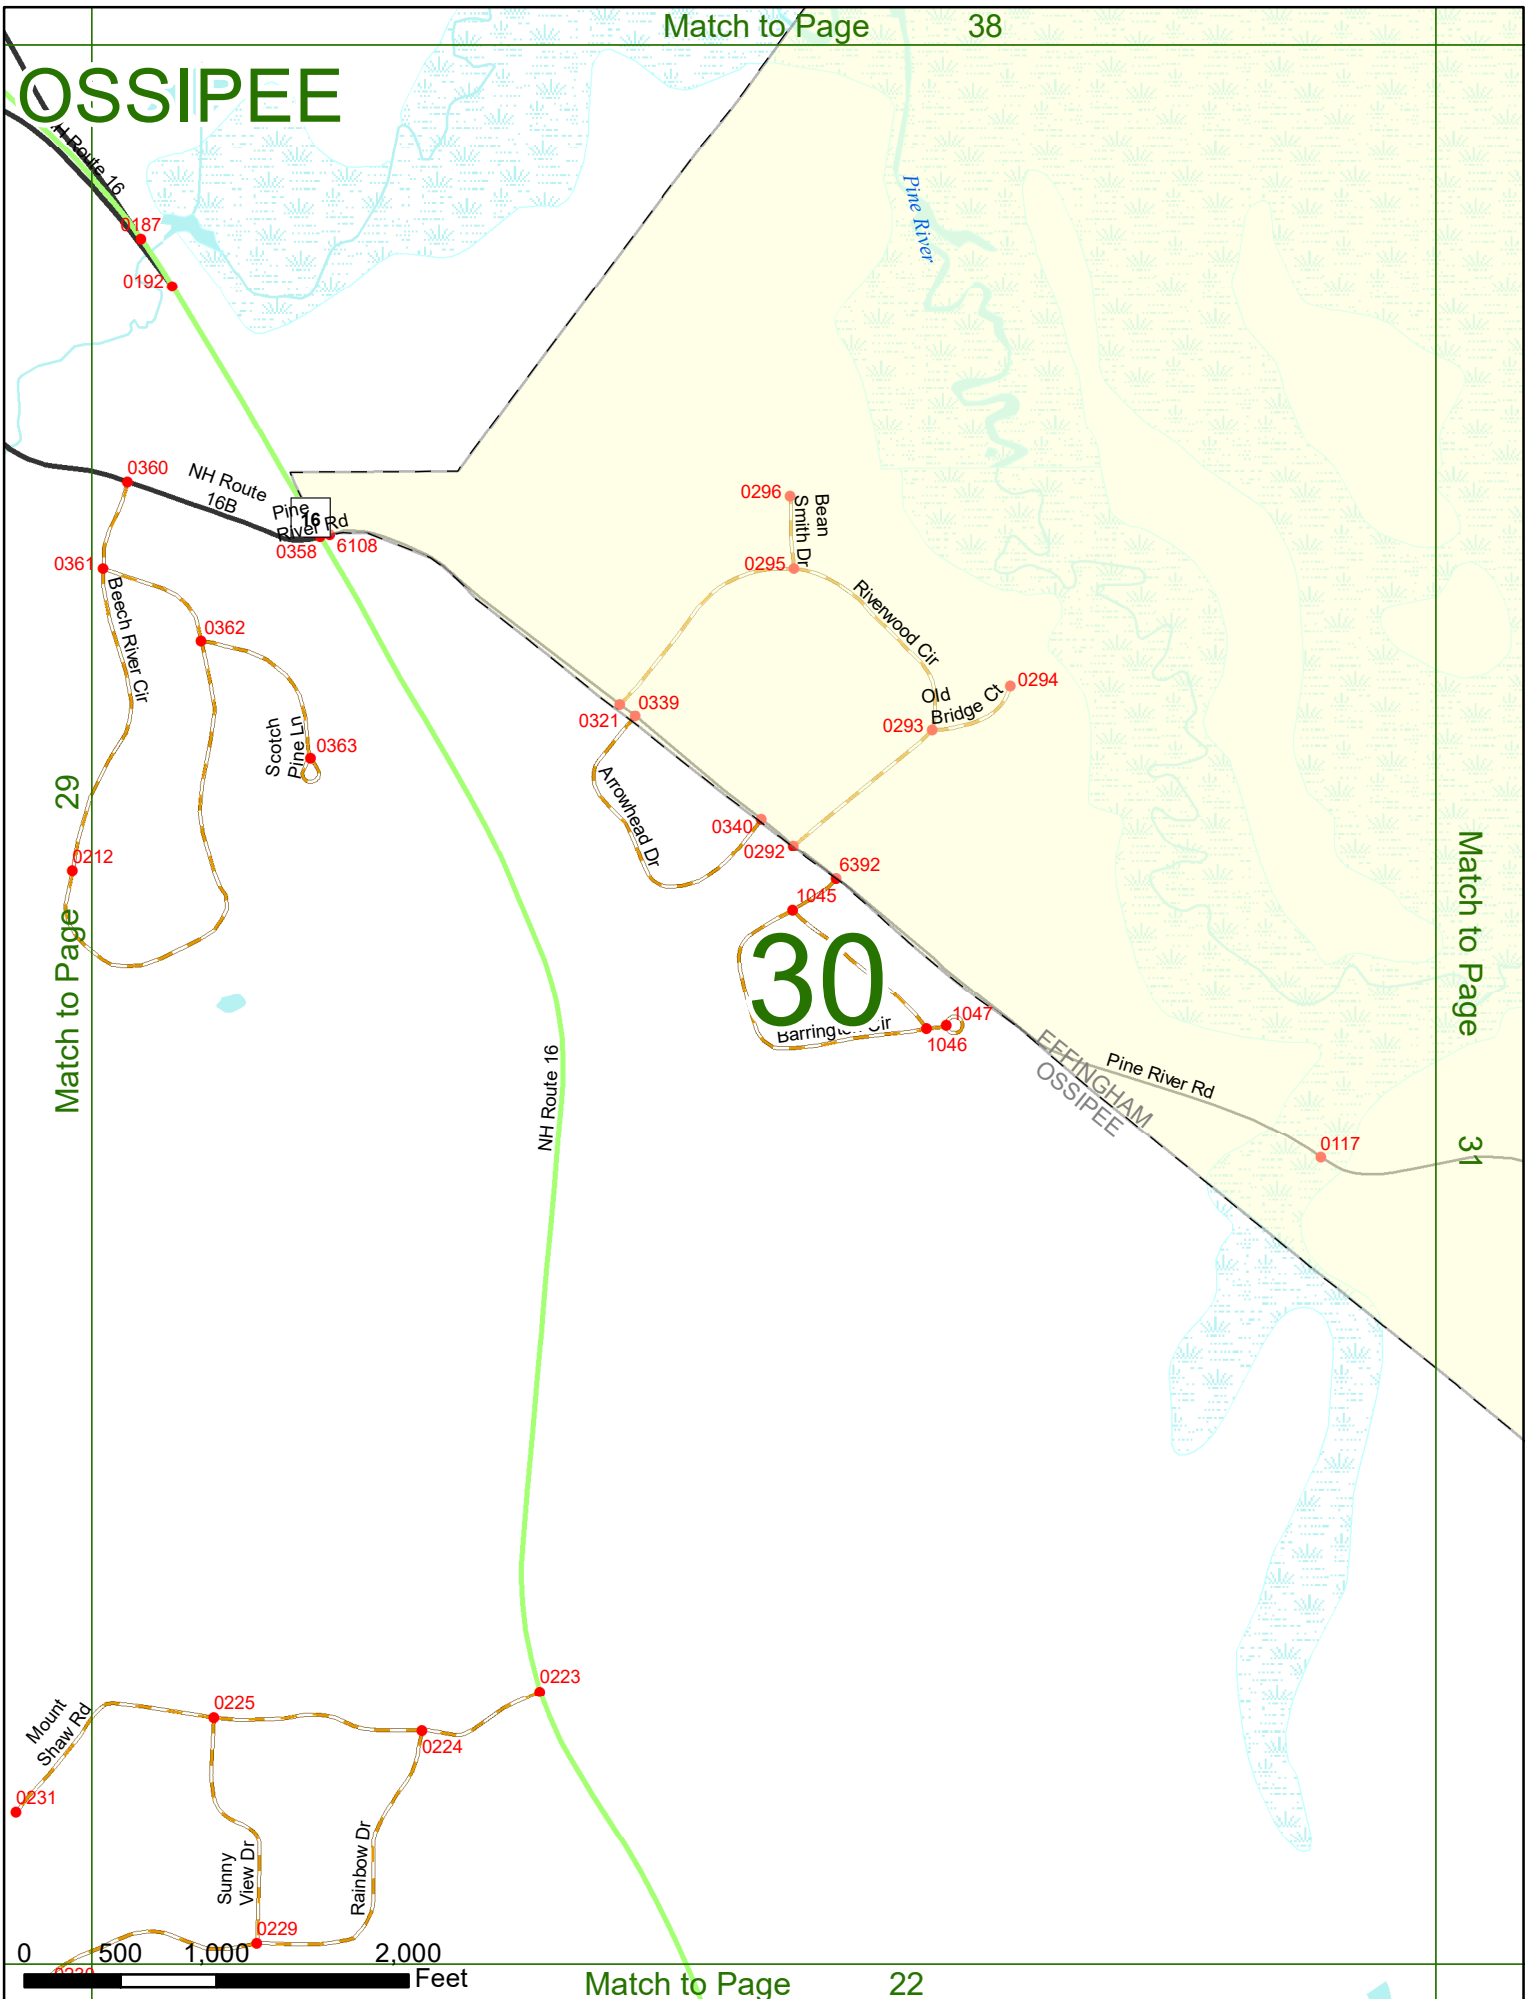 Match to Page 38
OSSIPEE
H Route 16
Pine River
0187
0192
0360
NH Route
16B
Pine
River Rd
16
0358
6108
0296
Bean
Smith Dr
0295
Riverwood Cir
0361
Beech River Cir
0362
Scotch
Pine Ln
0363
0339
0321
Old
Bridge Ct
0294
0293
Arrowhead Dr
0340
0292
6392
1045
0212
Match to Page 29
Match to Page 31
30
Barrington Cir
1047
1046
NH Route 16
EFFINGHAM
OSSIPEE
Pine River Rd
0117
0223
0225
0224
Mount
Shaw Rd
0231
Sunny
View Dr
Rainbow Dr
0229
0 500 1,000 2,000
Feet
Match to Page 22